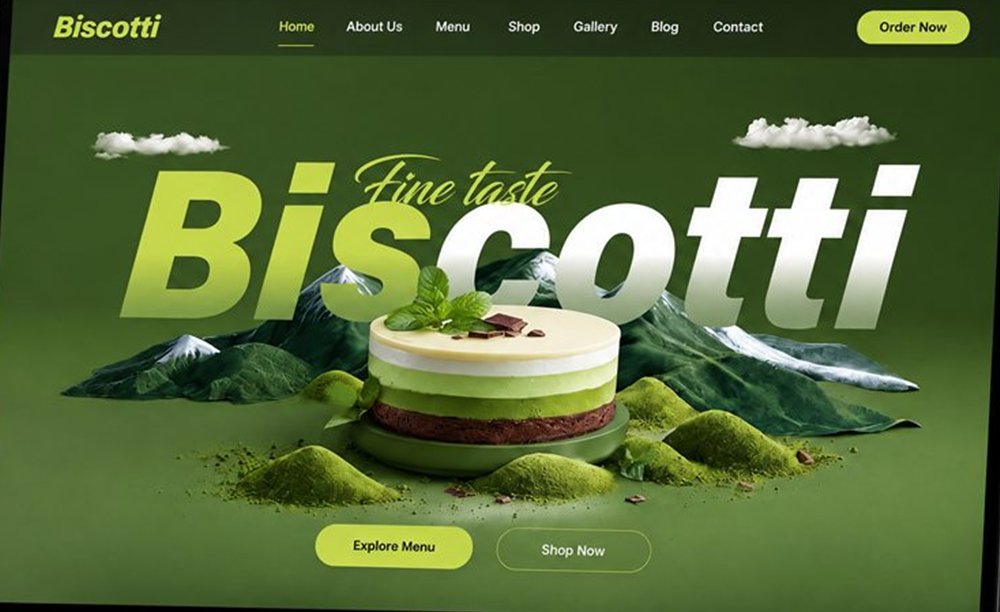 Biscotti
Home About Us Menu Shop Gallery Blog Contact
Order Now
Fine taste
Biscotti
Explore Menu
Shop Now